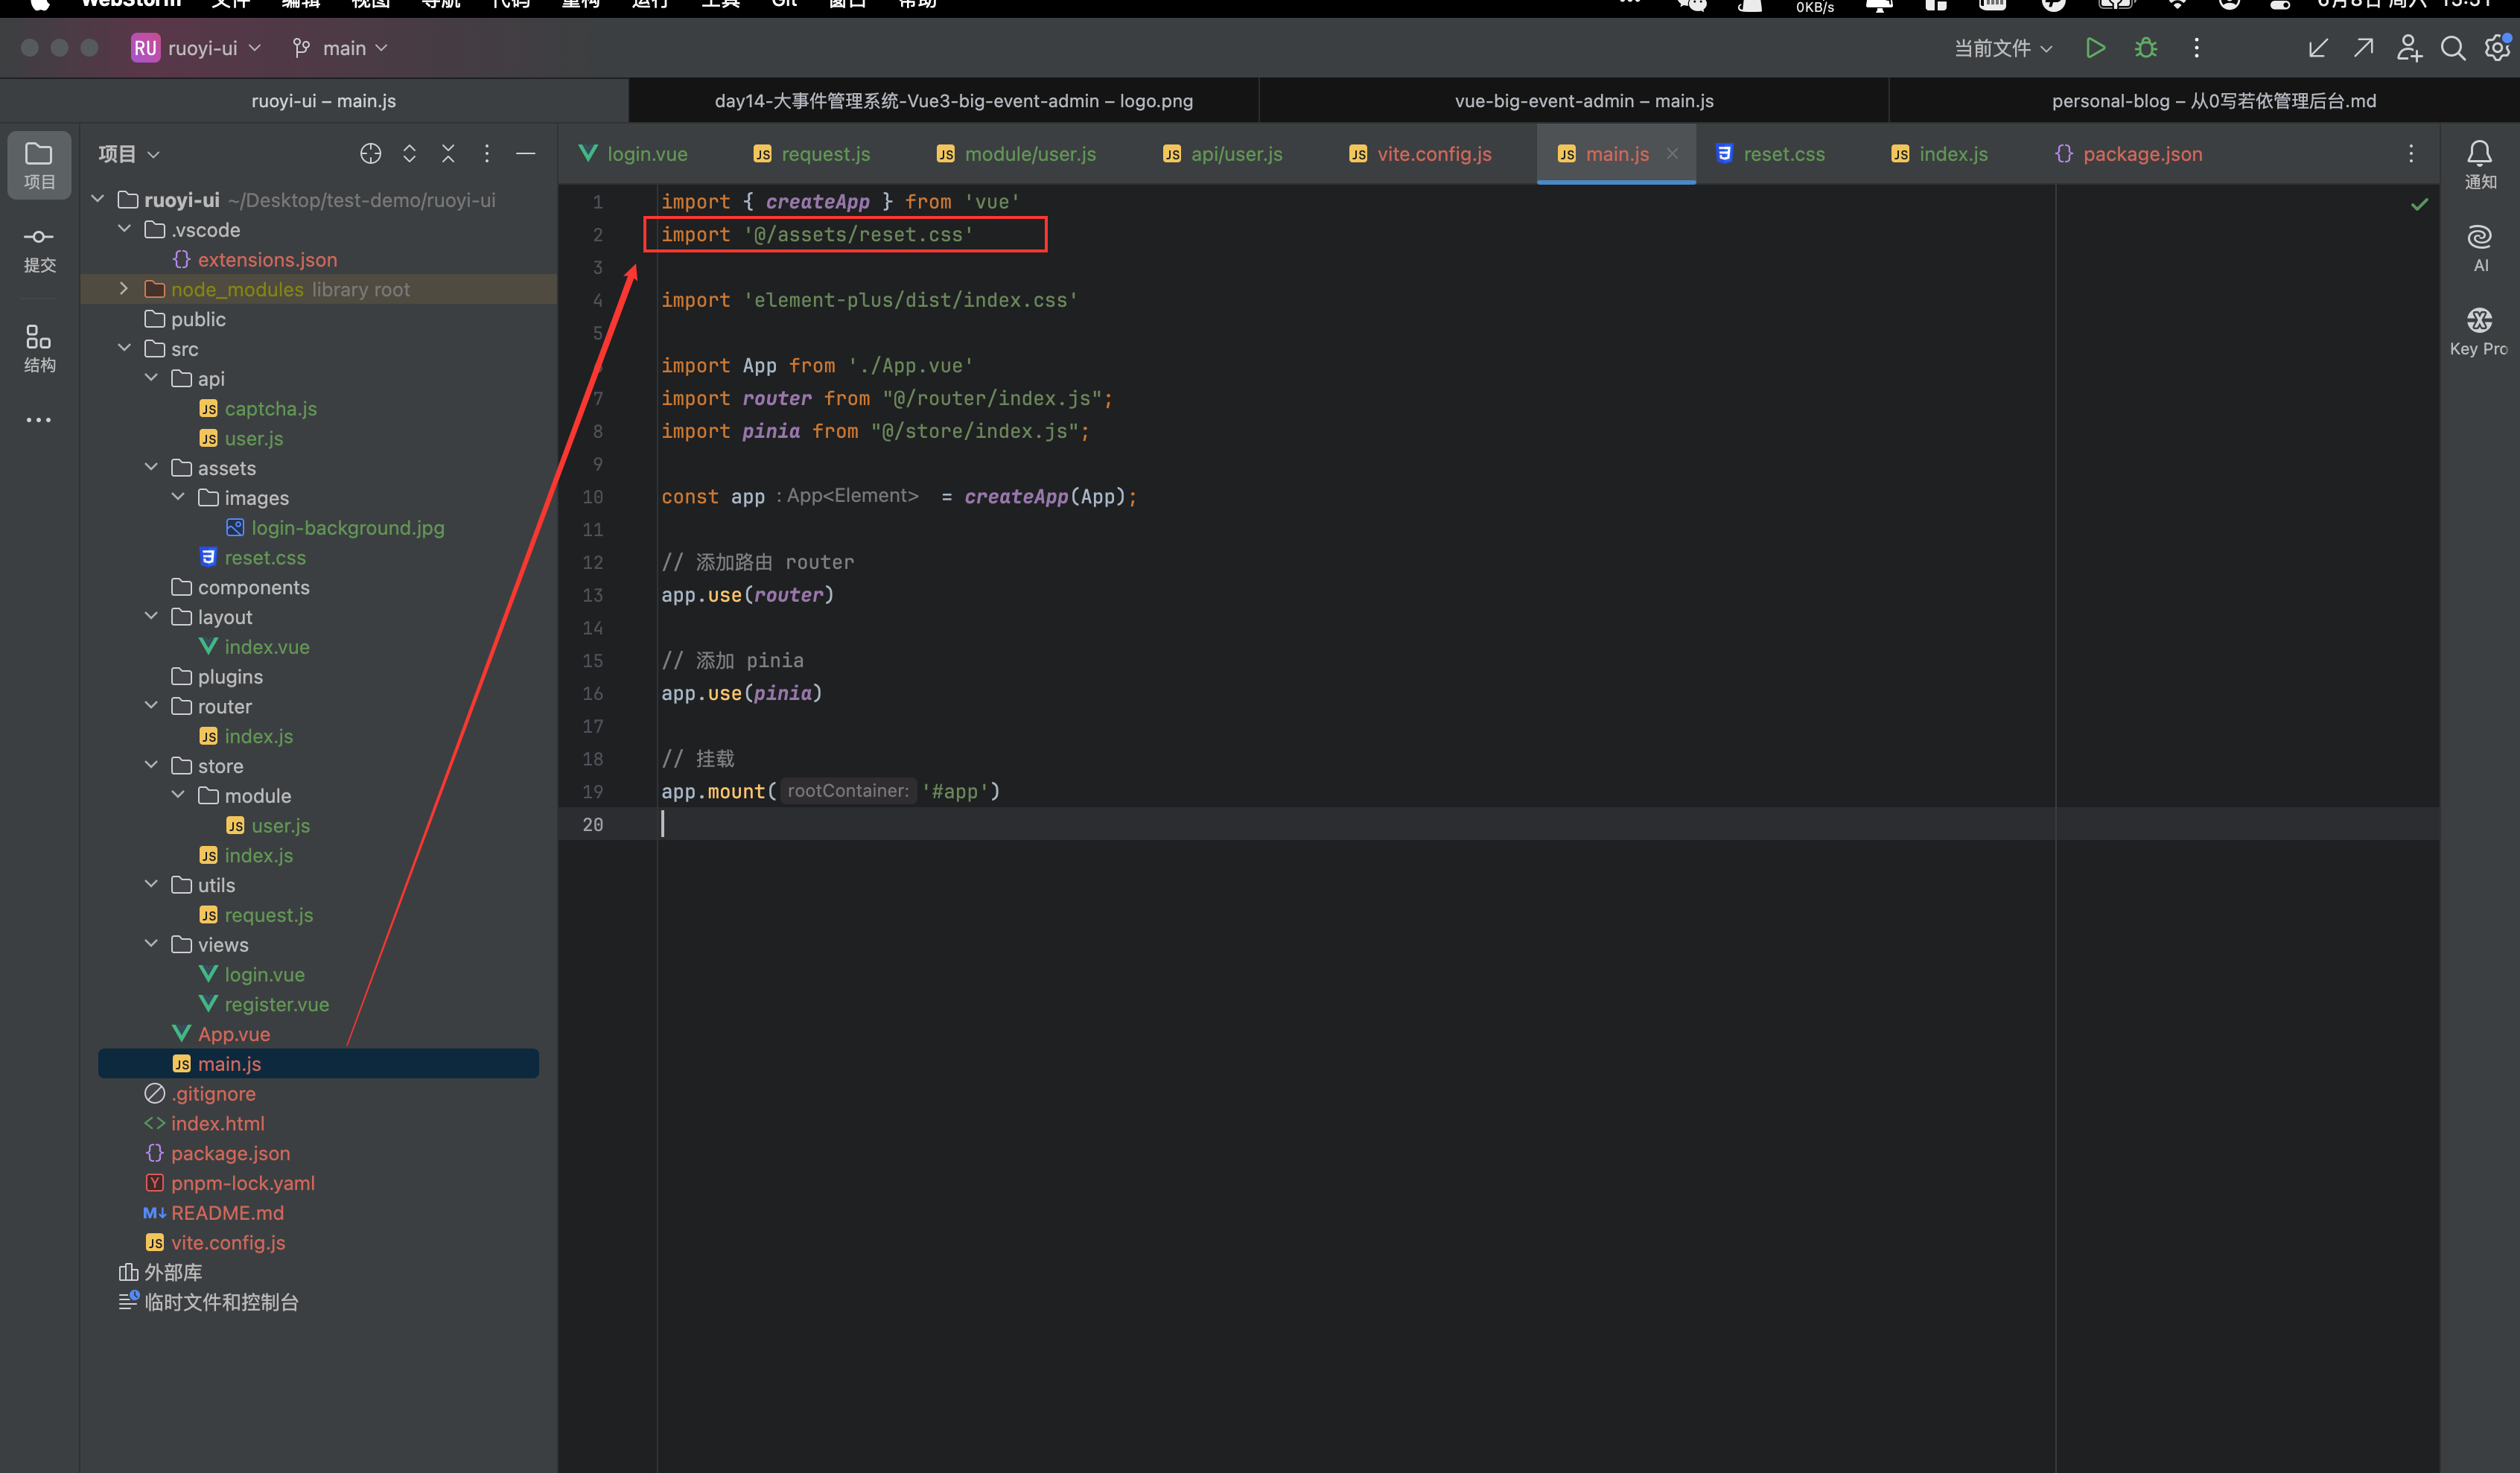 WebStorm 文件 编辑 视图 导航 代码 重构 运行 工具 Git 窗口 帮助 0KB/s 6月8日 周六
RU ruoyi-ui main 当前文件
ruoyi-ui – main.js day14-大事件管理系统-Vue3-big-event-admin – logo.png vue-big-event-admin – main.js personal-blog – 从0写若依管理后台.md
项目
提交
结构
项目
ruoyi-ui ~/Desktop/test-demo/ruoyi-ui
.vscode
extensions.json
node_modules library root
public
src
api
captcha.js
user.js
assets
images
login-background.jpg
reset.css
components
layout
index.vue
plugins
router
index.js
store
module
user.js
index.js
utils
request.js
views
login.vue
register.vue
App.vue
main.js
.gitignore
index.html
package.json
pnpm-lock.yaml
README.md
vite.config.js
外部库
临时文件和控制台
login.vue request.js module/user.js api/user.js vite.config.js main.js reset.css index.js package.json
1 import { createApp } from 'vue'
2 import '@/assets/reset.css'
3
4 import 'element-plus/dist/index.css'
5
import App from './App.vue'
7 import router from "@/router/index.js";
8 import pinia from "@/store/index.js";
9
10 const app : App<Element> = createApp(App);
11
12 // 添加路由 router
13 app.use(router)
14
15 // 添加 pinia
16 app.use(pinia)
17
18 // 挂载
19 app.mount( rootContainer: '#app')
20
通知
AI
Key Pro